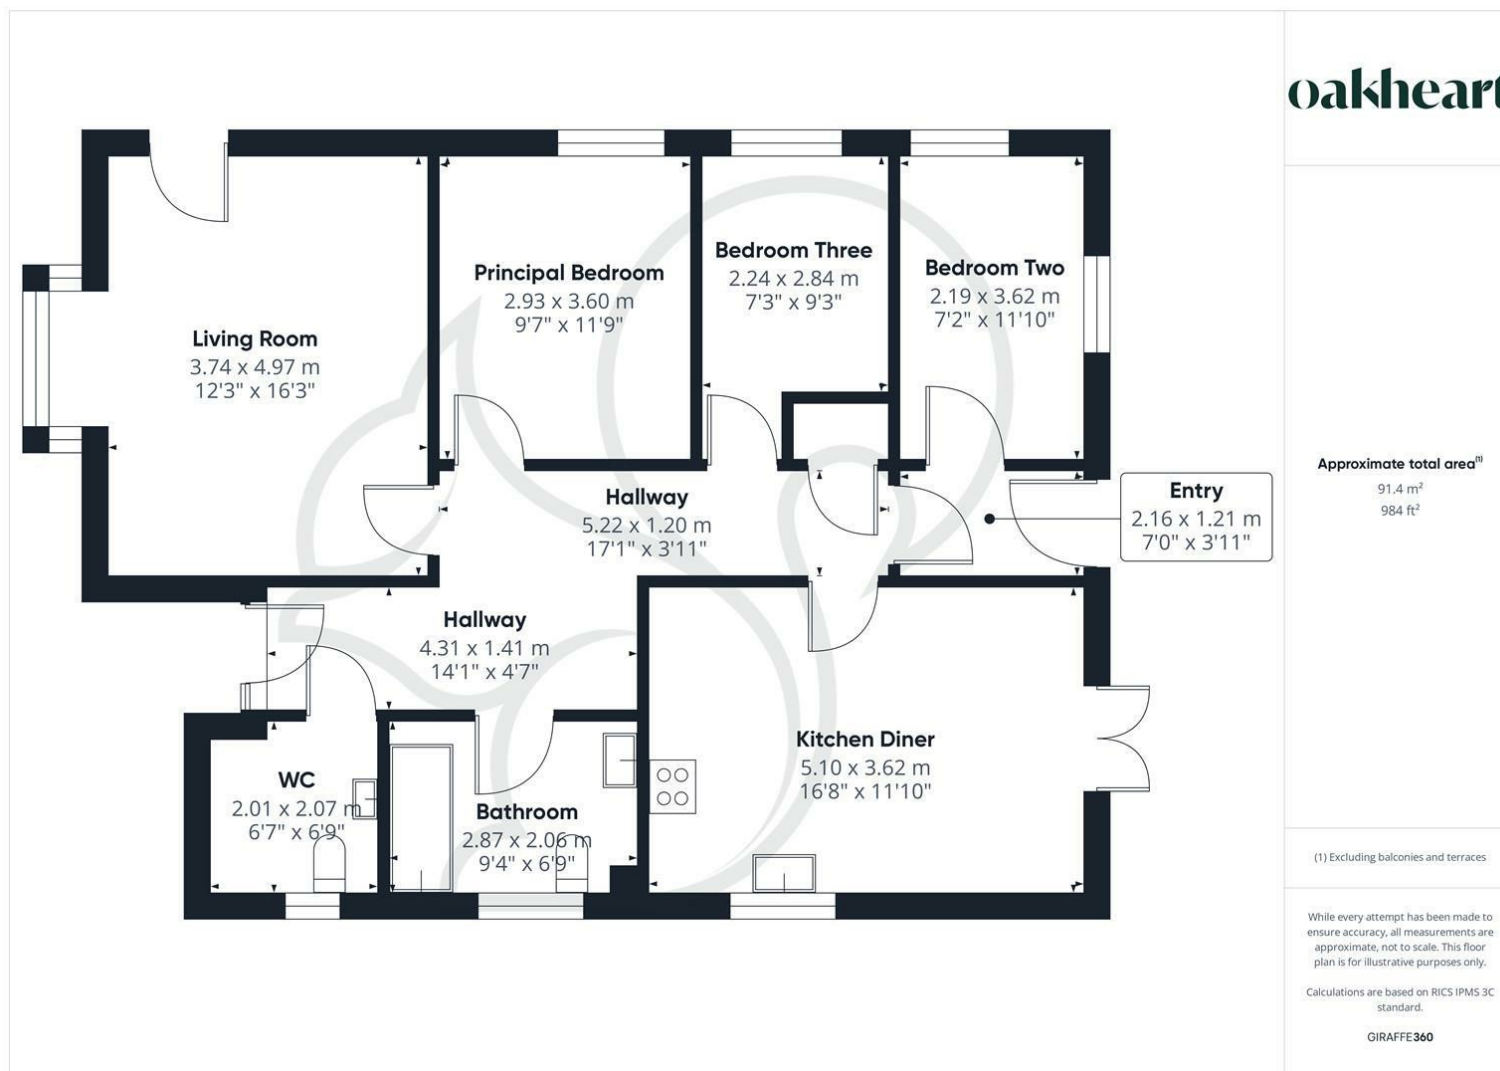 oakheart
Living Room
3.74 x 4.97 m
12'3" x 16'3"
Principal Bedroom
2.93 x 3.60 m
9'7" x 11'9"
Bedroom Three
2.24 x 2.84 m
7'3" x 9'3"
Bedroom Two
2.19 x 3.62 m
7'2" x 11'10"
Hallway
5.22 x 1.20 m
17'1" x 3'11"
Entry
2.16 x 1.21 m
7'0" x 3'11"
Hallway
4.31 x 1.41 m
14'1" x 4'7"
Kitchen Diner
5.10 x 3.62 m
16'8" x 11'10"
WC
2.01 x 2.07 m
6'7" x 6'9"
Bathroom
2.87 x 2.06 m
9'4" x 6'9"
Approximate total area(1)
91.4 m²
984 ft²
(1) Excluding balconies and terraces
While every attempt has been made to
ensure accuracy, all measurements are
approximate, not to scale. This floor
plan is for illustrative purposes only.
Calculations are based on RICS IPMS 3C
standard.
GIRAFFE360